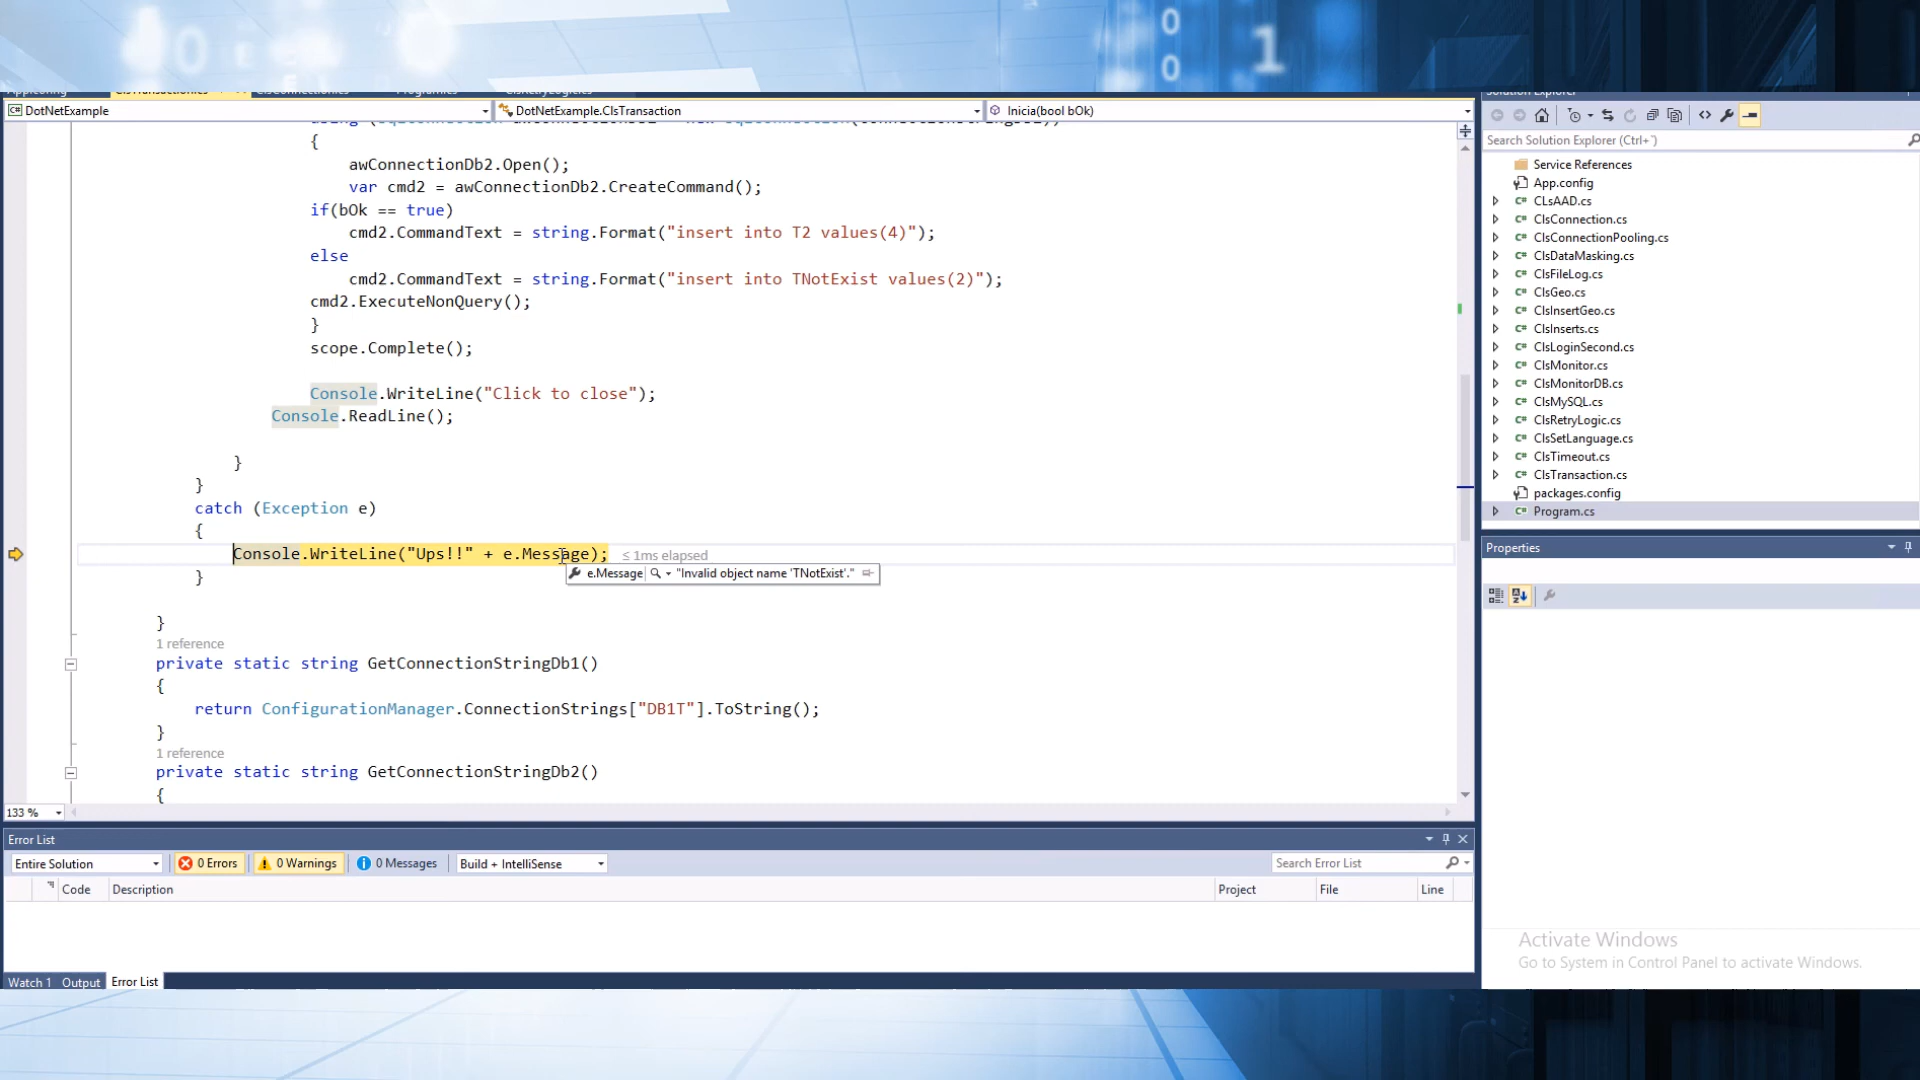 DotNetExample
DotNetExample.ClsTransaction
Inicia(bool bOk)
{
awConnectionDb2.Open();
var cmd2 = awConnectionDb2.CreateCommand();
if(bOk == true)
cmd2.CommandText = string.Format("insert into T2 values(4)");
else
cmd2.CommandText = string.Format("insert into TNotExist values(2)");
cmd2.ExecuteNonQuery();
}
scope.Complete();
Console.WriteLine("Click to close");
Console.ReadLine();
}
}
catch (Exception e)
{
Console.WriteLine("Ups!!" + e.Message); ≤ 1ms elapsed
e.Message "Invalid object name 'TNotExist'."
}
}
1 reference
private static string GetConnectionStringDb1()
{
return ConfigurationManager.ConnectionStrings["DB1T"].ToString();
}
1 reference
private static string GetConnectionStringDb2()
{
133 %
Error List
Entire Solution 0 Errors 0 Warnings 0 Messages Build + IntelliSense Search Error List
Code Description Project File Line
Watch 1 Output Error List
Solution Explorer
Search Solution Explorer (Ctrl+¨)
Service References
App.config
CLsAAD.cs
ClsConnection.cs
ClsConnectionPooling.cs
ClsDataMasking.cs
ClsFileLog.cs
ClsGeo.cs
ClsInsertGeo.cs
ClsInserts.cs
ClsLoginSecond.cs
ClsMonitor.cs
ClsMonitorDB.cs
ClsMySQL.cs
ClsRetryLogic.cs
ClsSetLanguage.cs
ClsTimeout.cs
ClsTransaction.cs
packages.config
Program.cs
Properties
Activate Windows
Go to System in Control Panel to activate Windows.